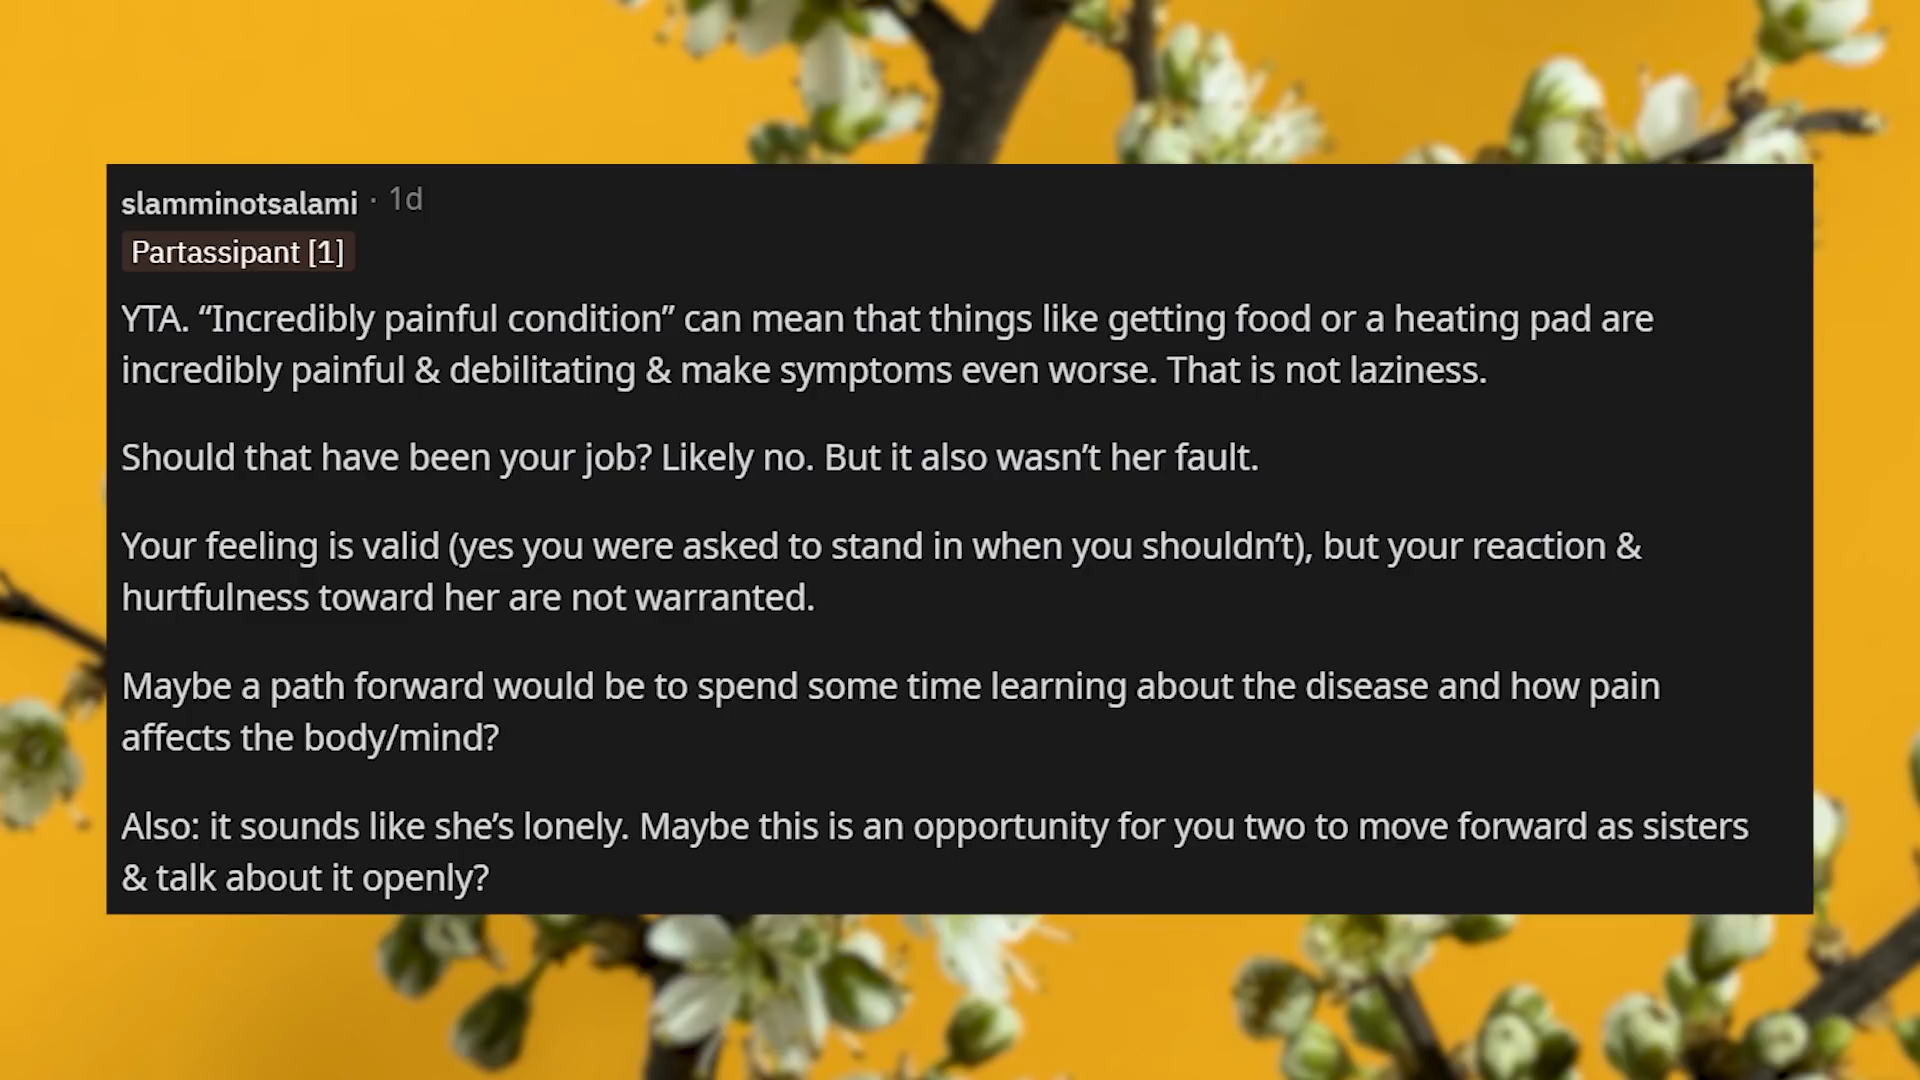 slamminotsalami · 1d
Partassipant [1]
YTA. “Incredibly painful condition” can mean that things like getting food or a heating pad are
incredibly painful & debilitating & make symptoms even worse. That is not laziness.
Should that have been your job? Likely no. But it also wasn’t her fault.
Your feeling is valid (yes you were asked to stand in when you shouldn’t), but your reaction &
hurtfulness toward her are not warranted.
Maybe a path forward would be to spend some time learning about the disease and how pain
affects the body/mind?
Also: it sounds like she’s lonely. Maybe this is an opportunity for you two to move forward as sisters
& talk about it openly?